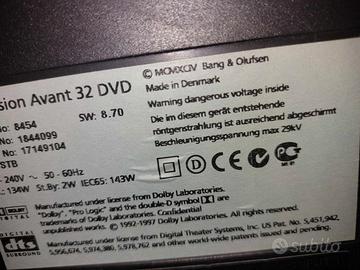 sion Avant 32 DVD
no 8454
1844099
17149104
STB
SW: 8.70
240V ~ 50 - 60Hz
: 134W St.By: 2W IEC65: 143W
© MCMXCIV Bang & Olufsen
Made in Denmark
Warning dangerous voltage inside
Die im diesem gerät entstehende
röntgenstrahlung ist ausreichend abgeschirmt
Beschleunigungsspannung max 29kV
DOLBY
DIGITAL
dts
SURROUND
Manufactured under license from Dolby Laboratories.
"Dolby", "Pro Logic" and the double-D symbol are
trademarks of Dolby Laboratories.
Confidential
Unpublished Works.
© 1992-1997 Dolby Laboratories. All rights reserved.
Manufactured under license from Digital Theater Systems, Inc. US Pat. No. 5,451,942,
5,956,674, 5,974,380, 5,978,762 and other world-wide patents issued and pending.
subito